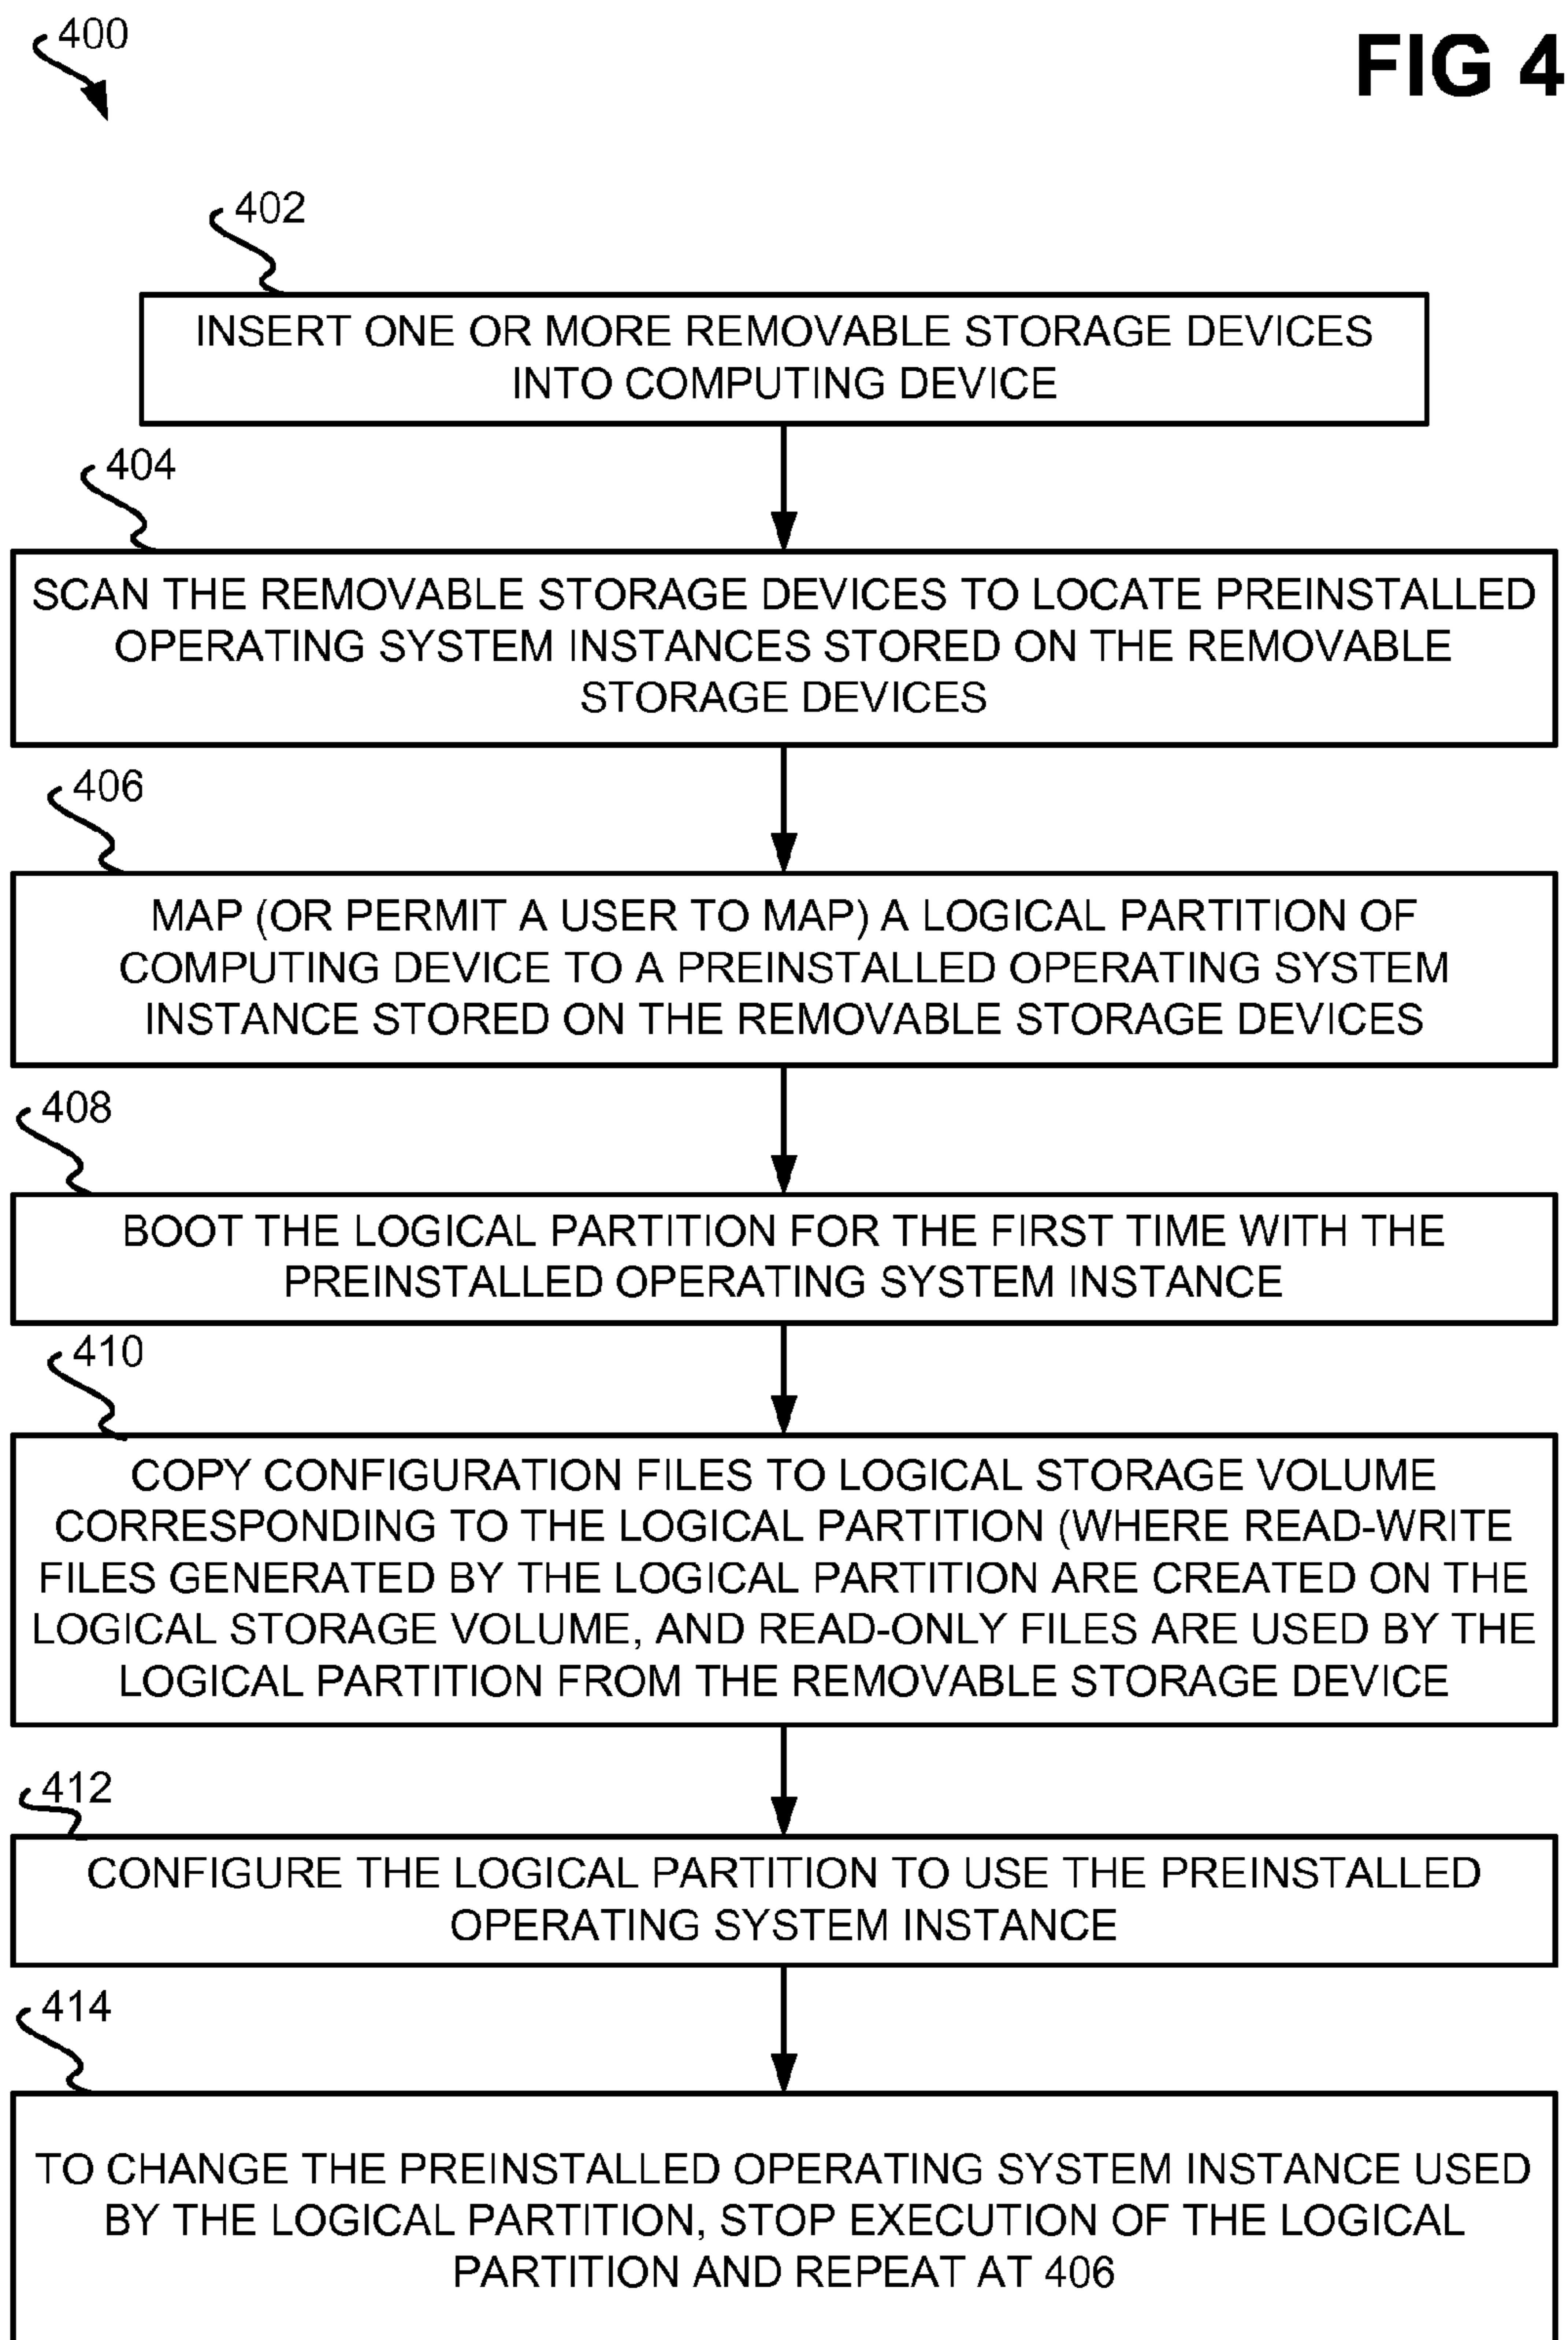 400
FIG 4
402
INSERT ONE OR MORE REMOVABLE STORAGE DEVICES
INTO COMPUTING DEVICE
404
SCAN THE REMOVABLE STORAGE DEVICES TO LOCATE PREINSTALLED
OPERATING SYSTEM INSTANCES STORED ON THE REMOVABLE
STORAGE DEVICES
406
MAP (OR PERMIT A USER TO MAP) A LOGICAL PARTITION OF
COMPUTING DEVICE TO A PREINSTALLED OPERATING SYSTEM
INSTANCE STORED ON THE REMOVABLE STORAGE DEVICES
408
BOOT THE LOGICAL PARTITION FOR THE FIRST TIME WITH THE
PREINSTALLED OPERATING SYSTEM INSTANCE
410
COPY CONFIGURATION FILES TO LOGICAL STORAGE VOLUME
CORRESPONDING TO THE LOGICAL PARTITION (WHERE READ-WRITE
FILES GENERATED BY THE LOGICAL PARTITION ARE CREATED ON THE
LOGICAL STORAGE VOLUME, AND READ-ONLY FILES ARE USED BY THE
LOGICAL PARTITION FROM THE REMOVABLE STORAGE DEVICE
412
CONFIGURE THE LOGICAL PARTITION TO USE THE PREINSTALLED
OPERATING SYSTEM INSTANCE
414
TO CHANGE THE PREINSTALLED OPERATING SYSTEM INSTANCE USED
BY THE LOGICAL PARTITION, STOP EXECUTION OF THE LOGICAL
PARTITION AND REPEAT AT 406